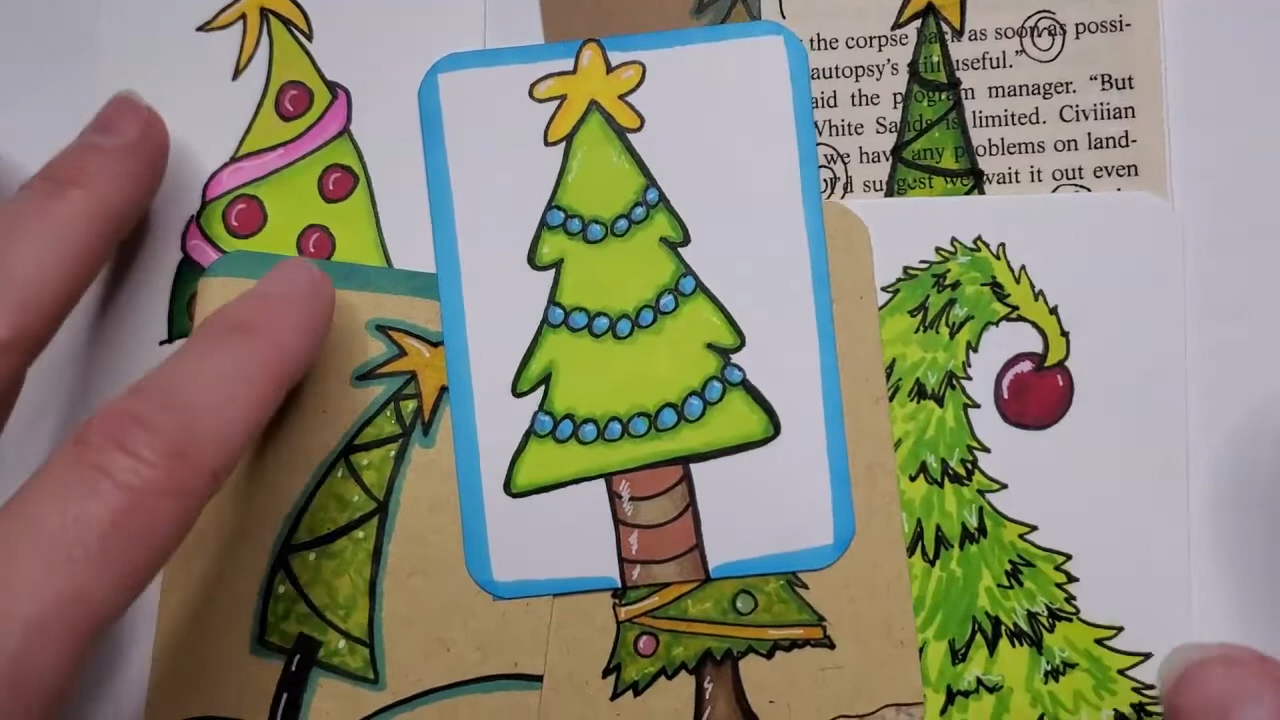 the corpse back as soon as possi-
autopsy's still useful."
aid the program manager. "But
White Sands is limited. Civilian
we have any problems on land-
I'd suggest we wait it out even